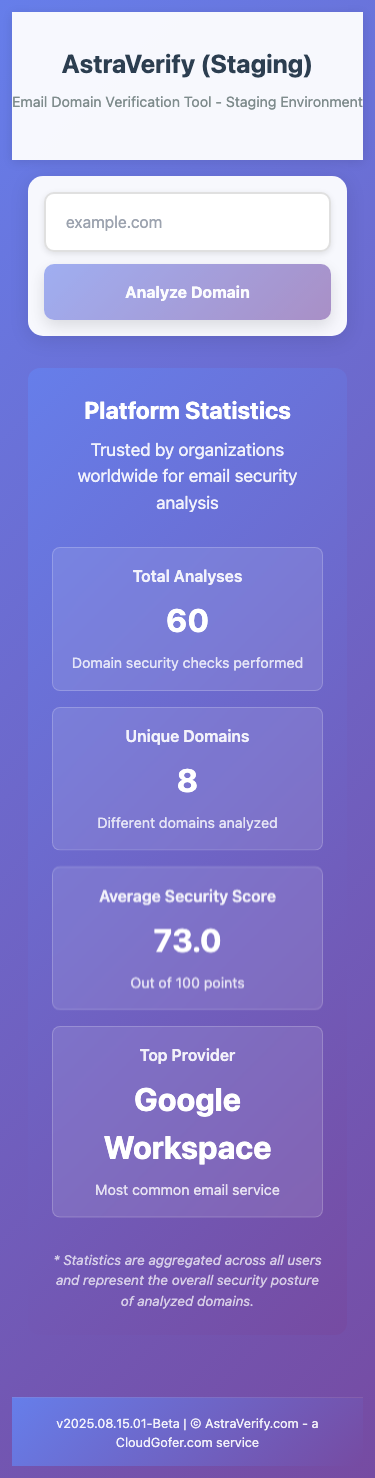 AstraVerify (Staging)
Email Domain Verification Tool - Staging Environment
example.com
Analyze Domain
Platform Statistics
Trusted by organizations
worldwide for email security
analysis
Total Analyses
60
Domain security checks performed
Unique Domains
8
Different domains analyzed
Average Security Score
73.0
Out of 100 points
Top Provider
Google
Workspace
Most common email service
* Statistics are aggregated across all users
and represent the overall security posture
of analyzed domains.
v2025.08.15.01-Beta | © AstraVerify.com - a
CloudGofer.com service